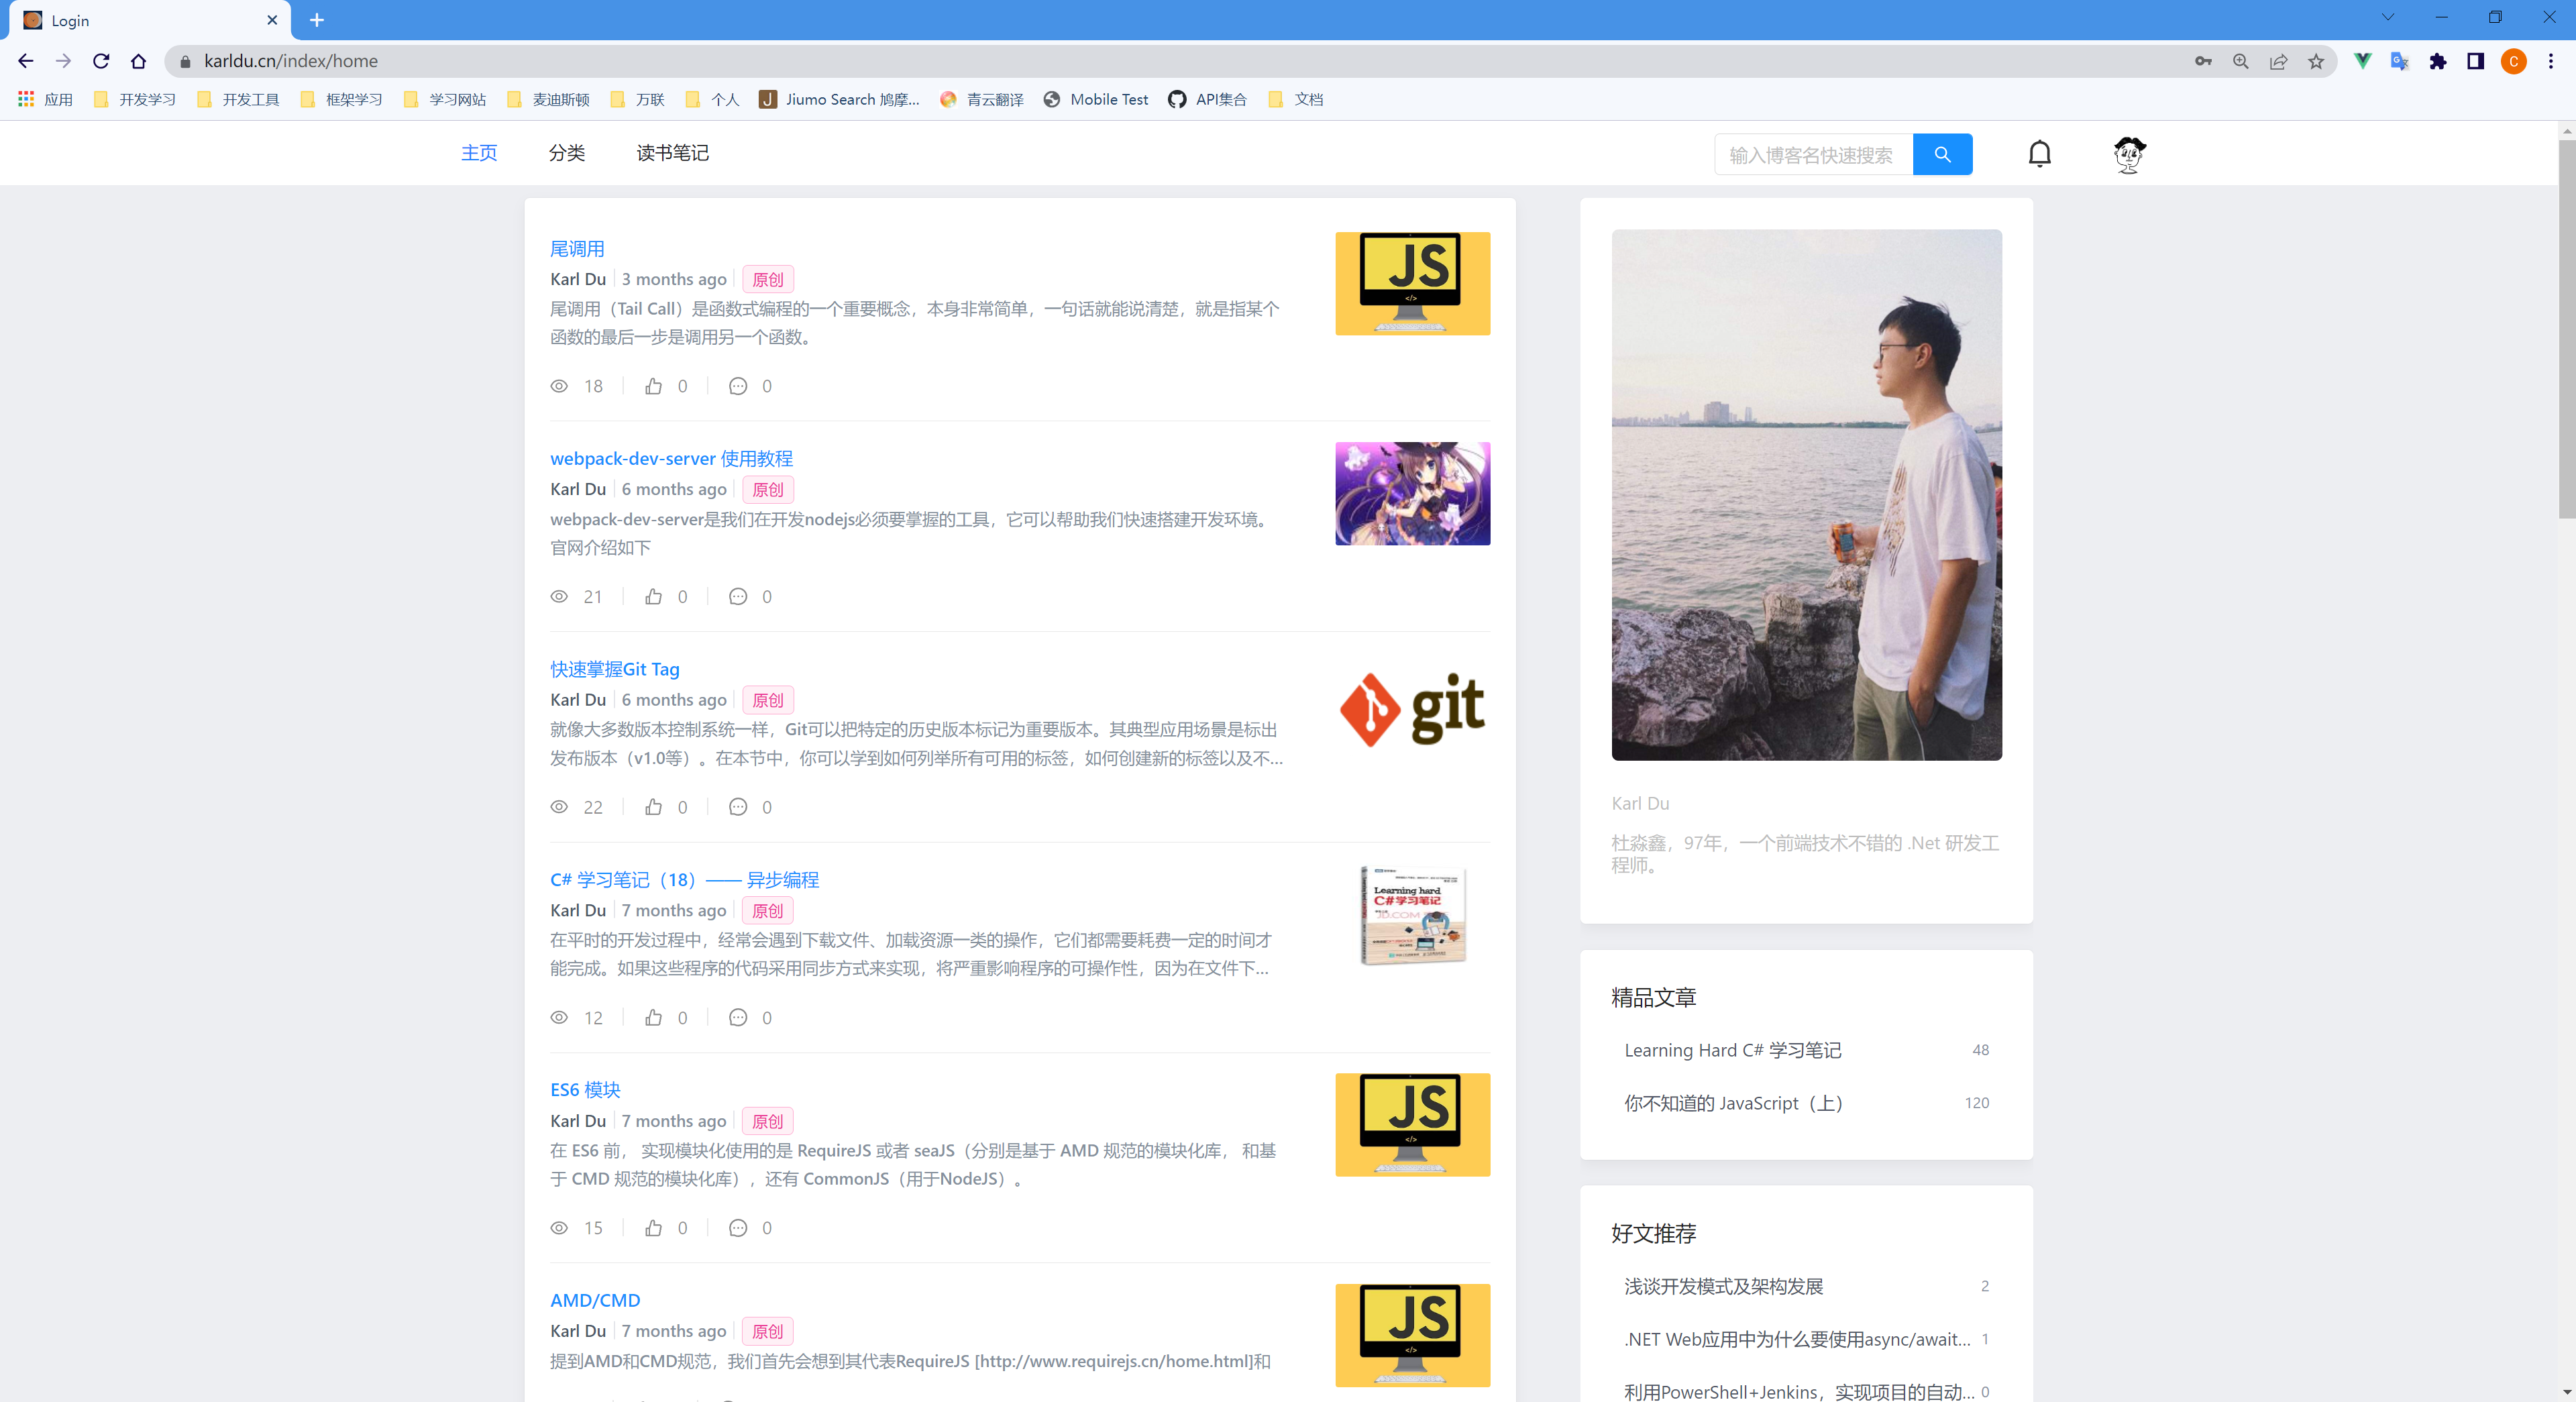 Login
karldu.cn/index/home
应用 开发学习 开发工具 框架学习 学习网站 麦迪斯顿 万联 个人 Jiumo Search 鸠摩... 青云翻译 Mobile Test API集合 文档
主页 分类 读书笔记 输入博客名快速搜索
尾调用
Karl Du 3 months ago 原创
尾调用（Tail Call）是函数式编程的一个重要概念，本身非常简单，一句话就能说清楚，就是指某个
函数的最后一步是调用另一个函数。
18 0 0
JS
</>
webpack-dev-server 使用教程
Karl Du 6 months ago 原创
webpack-dev-server是我们在开发nodejs必须要掌握的工具，它可以帮助我们快速搭建开发环境。
官网介绍如下
21 0 0
快速掌握Git Tag
Karl Du 6 months ago 原创
就像大多数版本控制系统一样，Git可以把特定的历史版本标记为重要版本。其典型应用场景是标出
发布版本（v1.0等）。在本节中，你可以学到如何列举所有可用的标签，如何创建新的标签以及不...
22 0 0
git
C# 学习笔记（18）—— 异步编程
Karl Du 7 months ago 原创
在平时的开发过程中，经常会遇到下载文件、加载资源一类的操作，它们都需要耗费一定的时间才
能完成。如果这些程序的代码采用同步方式来实现，将严重影响程序的可操作性，因为在文件下...
12 0 0
Learning hard
C#学习笔记
JD.COM
ES6 模块
Karl Du 7 months ago 原创
在 ES6 前， 实现模块化使用的是 RequireJS 或者 seaJS（分别是基于 AMD 规范的模块化库， 和基
于 CMD 规范的模块化库），还有 CommonJS（用于NodeJS）。
15 0 0
JS
</>
AMD/CMD
Karl Du 7 months ago 原创
提到AMD和CMD规范，我们首先会想到其代表RequireJS [http://www.requirejs.cn/home.html]和
JS
</>
Karl Du
杜淼鑫，97年，一个前端技术不错的 .Net 研发工
程师。
精品文章
Learning Hard C# 学习笔记 48
你不知道的 JavaScript（上） 120
好文推荐
浅谈开发模式及架构发展 2
.NET Web应用中为什么要使用async/await... 1
利用PowerShell+Jenkins，实现项目的自动... 0